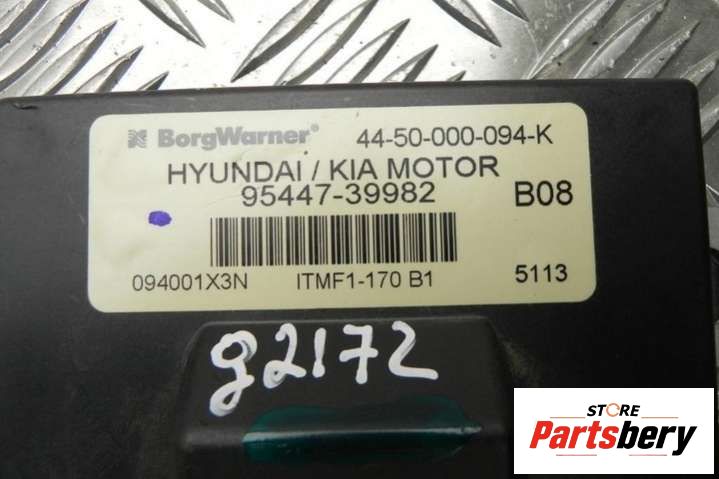 BorgWarner® 44-50-000-094-K
HYUNDAI / KIA MOTOR
95447-39982 B08
094001X3N ITMF1-170 B1 5113
g2172
STORE
Partsbery